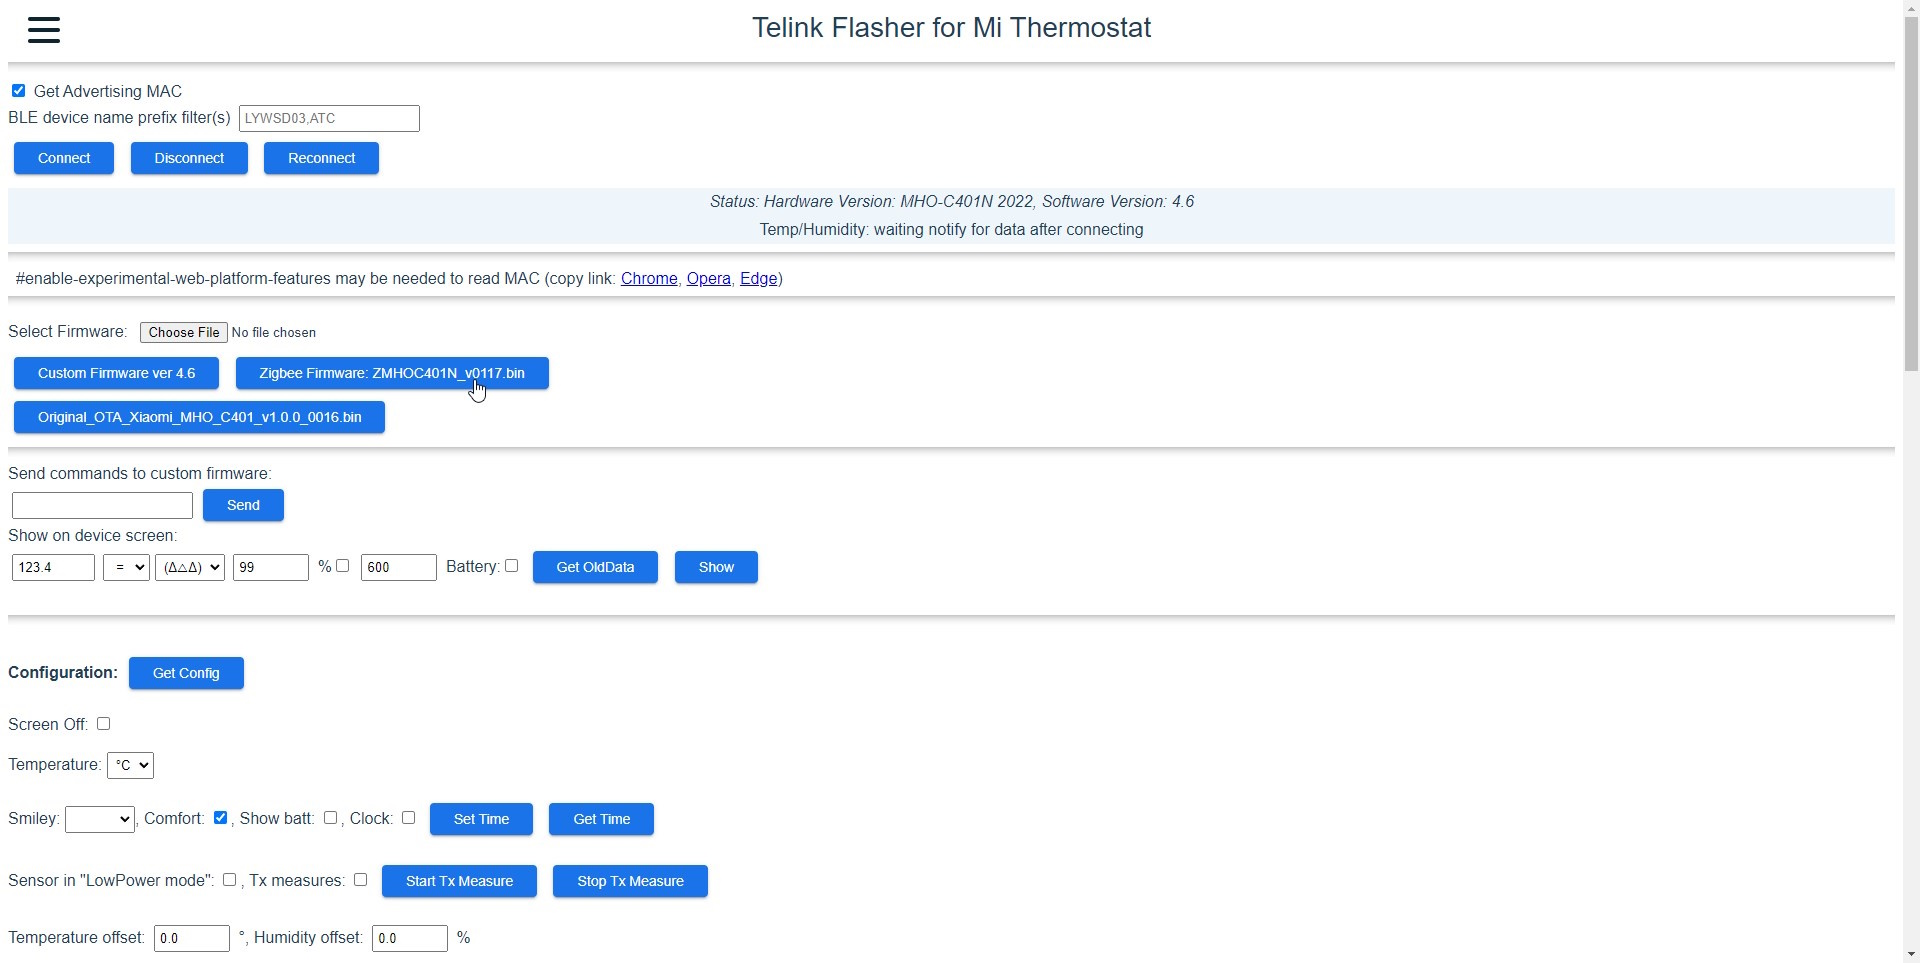 Telink Flasher for Mi Thermostat
Get Advertising MAC
BLE device name prefix filter(s) LYWSD03,ATC
Connect Disconnect Reconnect
Status: Hardware Version: MHO-C401N 2022, Software Version: 4.6
Temp/Humidity: waiting notify for data after connecting
#enable-experimental-web-platform-features may be needed to read MAC (copy link: Chrome, Opera, Edge)
Select Firmware: Choose File No file chosen
Custom Firmware ver 4.6 Zigbee Firmware: ZMHOC401N_v0117.bin
Original_OTA_Xiaomi_MHO_C401_v1.0.0_0016.bin
Send commands to custom firmware:
Send
Show on device screen:
123.4 = (∆△∆) 99 % 600 Battery: Get OldData Show
Configuration: Get Config
Screen Off:
Temperature: °C
Smiley: , Comfort: , Show batt: , Clock: Set Time Get Time
Sensor in "LowPower mode": , Tx measures: Start Tx Measure Stop Tx Measure
Temperature offset: 0.0 °, Humidity offset: 0.0 %